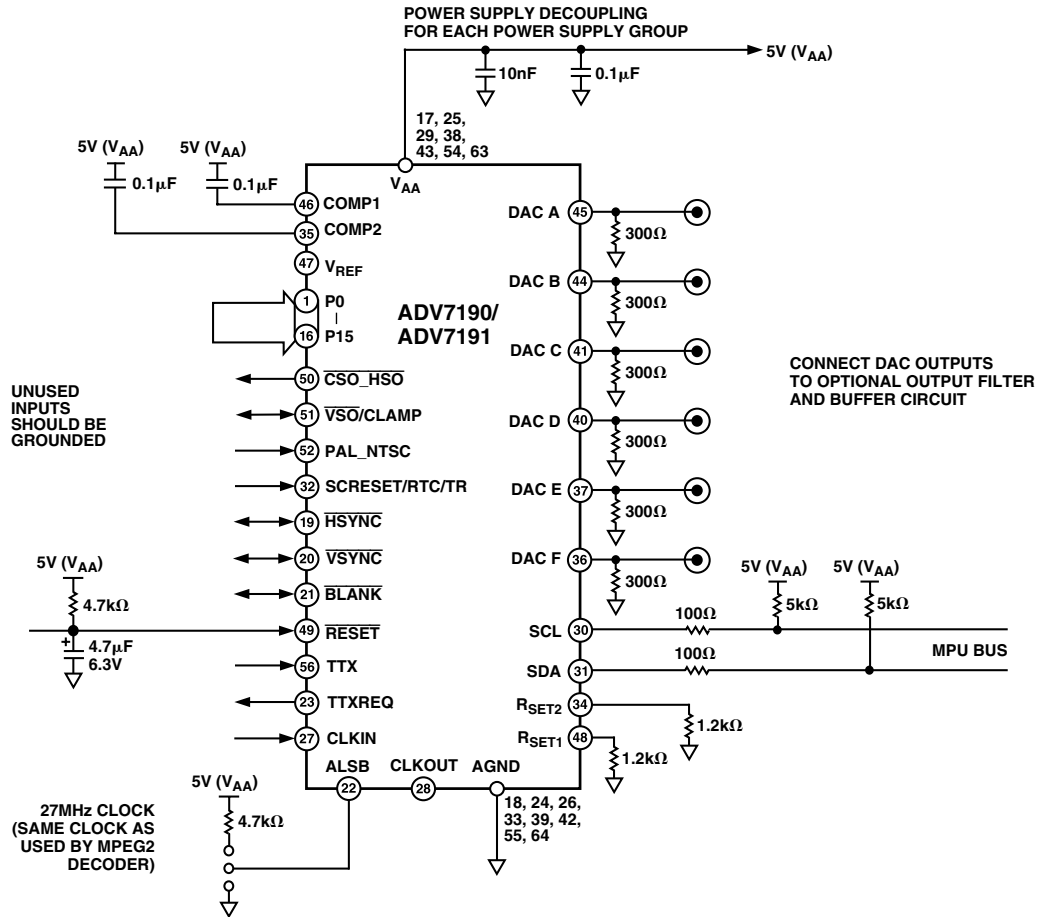 POWER SUPPLY DECOUPLING
FOR EACH POWER SUPPLY GROUP
5V (VAA)
10nF
0.1µF
17, 25,
29, 38,
43, 54, 63
VAA
5V (VAA)
5V (VAA)
0.1µF
0.1µF
46 COMP1
35 COMP2
47 VREF
1 P0
16 P15
50 CSO_HSO
51 VSO/CLAMP
52 PAL_NTSC
32 SCRESET/RTC/TR
19 HSYNC
20 VSYNC
21 BLANK
49 RESET
56 TTX
23 TTXREQ
27 CLKIN
ADV7190/
ADV7191
UNUSED
INPUTS
SHOULD BE
GROUNDED
5V (VAA)
4.7kΩ
+
4.7µF
6.3V
DAC A 45
300Ω
DAC B 44
300Ω
DAC C 41
300Ω
DAC D 40
300Ω
DAC E 37
300Ω
DAC F 36
300Ω
CONNECT DAC OUTPUTS
TO OPTIONAL OUTPUT FILTER
AND BUFFER CIRCUIT
5V (VAA)
5V (VAA)
5kΩ
5kΩ
SCL 30
100Ω
SDA 31
100Ω
MPU BUS
RSET2 34
1.2kΩ
RSET1 48
1.2kΩ
ALSB
22
CLKOUT
28
AGND
18, 24, 26,
33, 39, 42,
55, 64
5V (VAA)
4.7kΩ
27MHz CLOCK
(SAME CLOCK AS
USED BY MPEG2
DECODER)